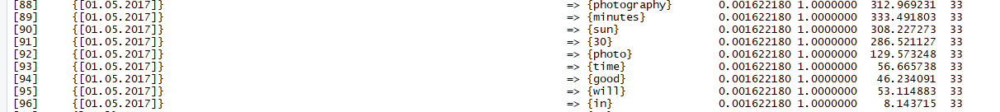 [88] {[01.05.2017]} => {photography} 0.001622180 1.0000000 312.969231 33
[89] {[01.05.2017]} => {minutes} 0.001622180 1.0000000 333.491803 33
[90] {[01.05.2017]} => {sun} 0.001622180 1.0000000 308.227273 33
[91] {[01.05.2017]} => {30} 0.001622180 1.0000000 286.521127 33
[92] {[01.05.2017]} => {photo} 0.001622180 1.0000000 129.573248 33
[93] {[01.05.2017]} => {time} 0.001622180 1.0000000 56.665738 33
[94] {[01.05.2017]} => {good} 0.001622180 1.0000000 46.234091 33
[95] {[01.05.2017]} => {will} 0.001622180 1.0000000 53.114883 33
[96] {[01.05.2017]} => {in} 0.001622180 1.0000000 8.143715 33